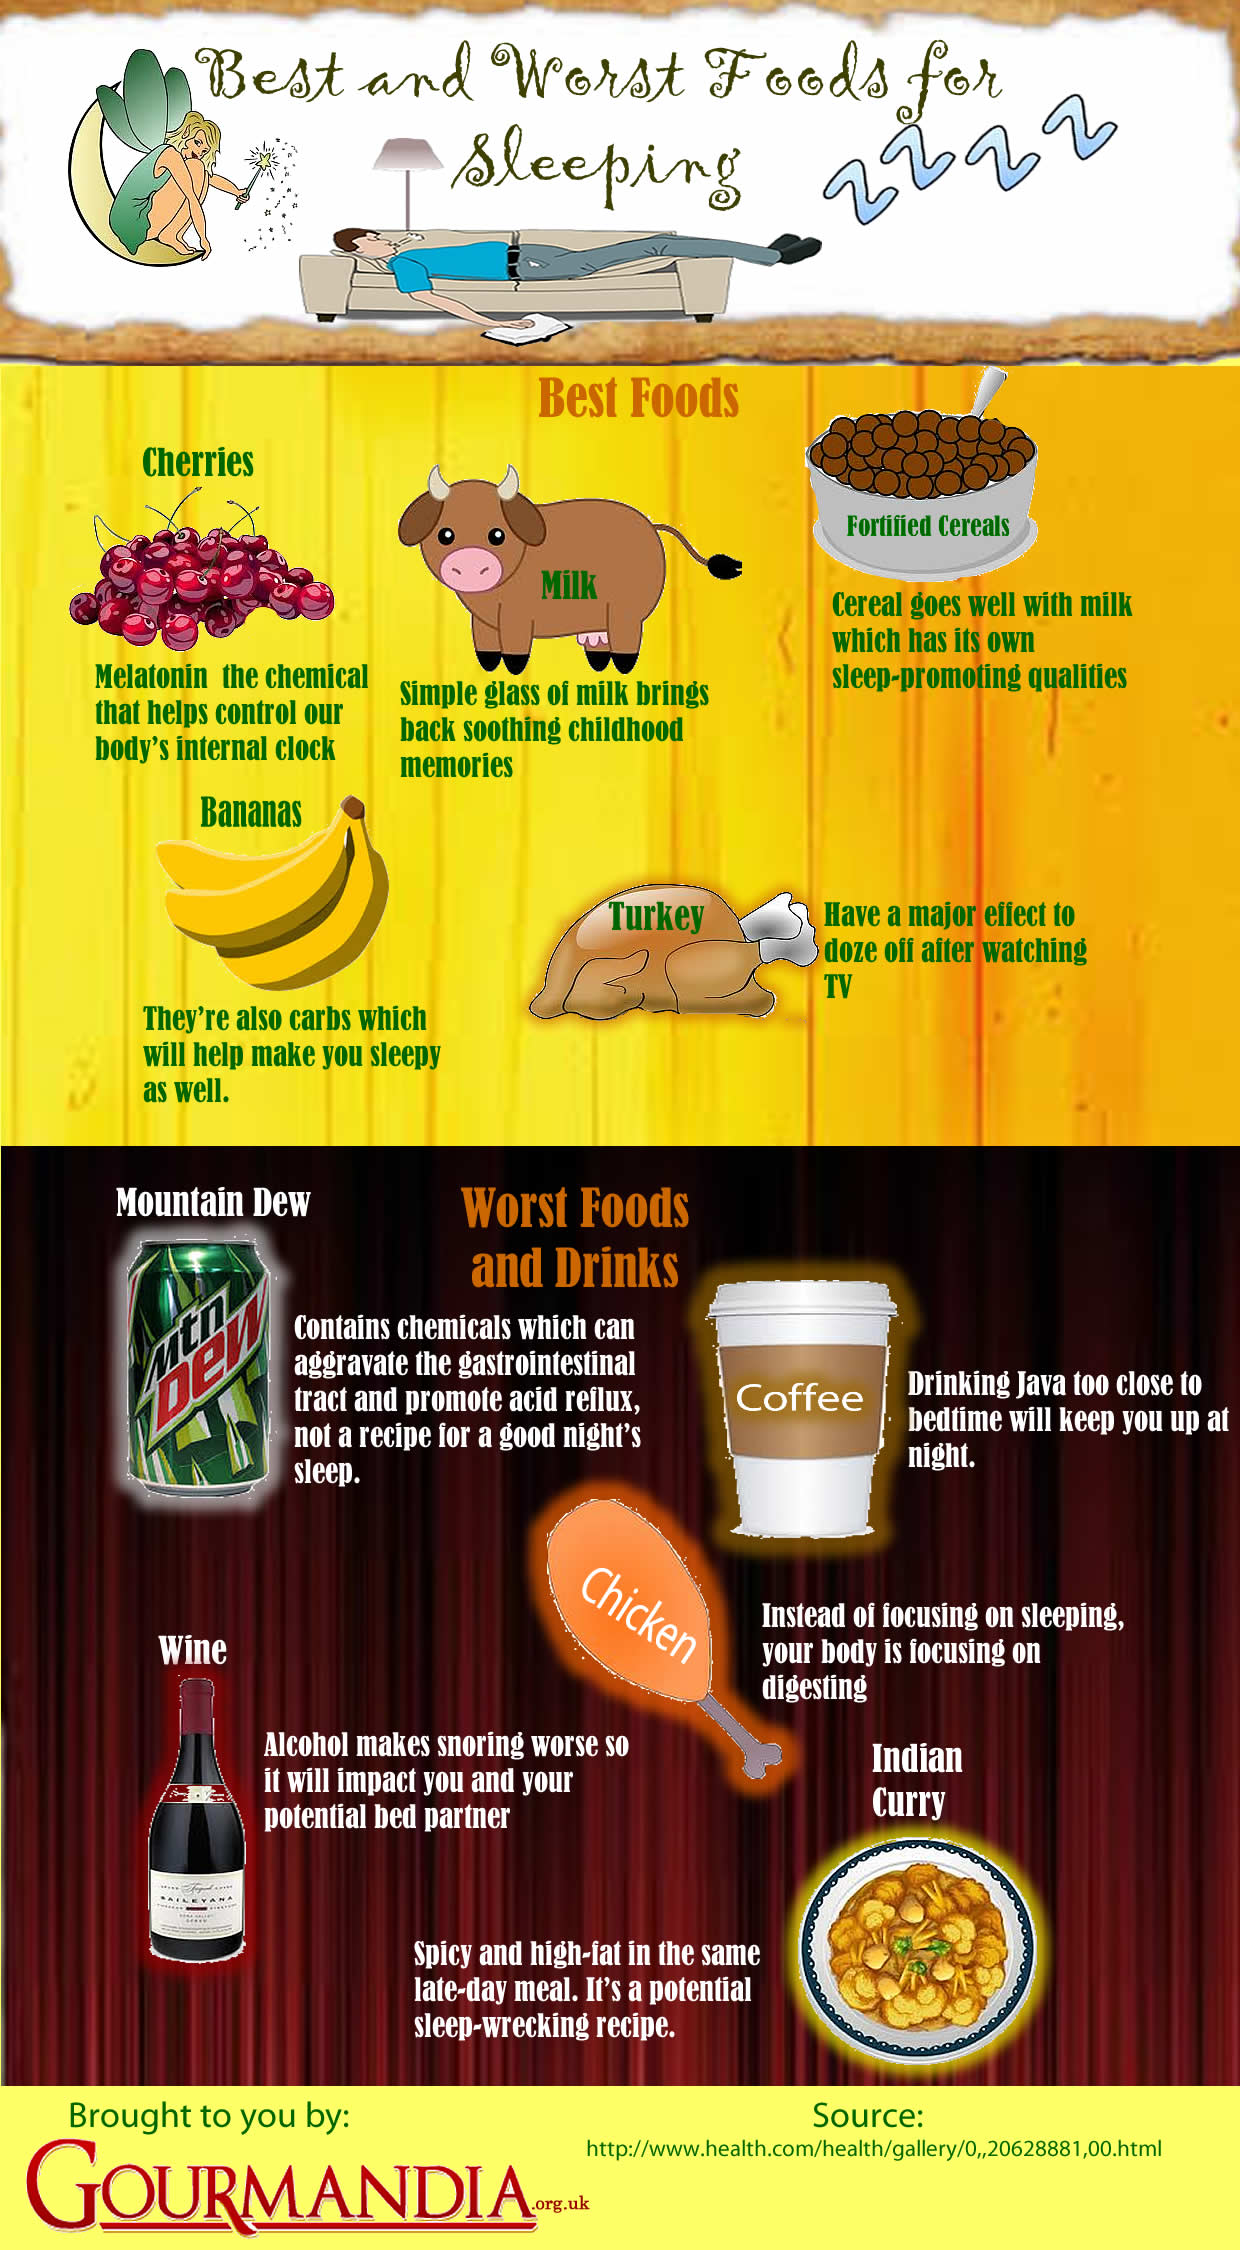 Best and Worst Foods for
Sleeping
zzzz
Best Foods
Cherries
Melatonin the chemical
that helps control our
body's internal clock
Milk
Simple glass of milk brings
back soothing childhood
memories
Fortified Cereals
Cereal goes well with milk
which has its own
sleep-promoting qualities
Bananas
They're also carbs which
will help make you sleepy
as well.
Turkey
Have a major effect to
doze off after watching
TV
Worst Foods
and Drinks
Mountain Dew
mtn
DEW
Contains chemicals which can
aggravate the gastrointestinal
tract and promote acid reflux,
not a recipe for a good night's
sleep.
Coffee
Drinking Java too close to
bedtime will keep you up at
night.
Chicken
Instead of focusing on sleeping,
your body is focusing on
digesting
Wine
BAILEYANA
Alcohol makes snoring worse so
it will impact you and your
potential bed partner
Indian
Curry
Spicy and high-fat in the same
late-day meal. It's a potential
sleep-wrecking recipe.
Brought to you by:
GOURMANDIA.org.uk
Source:
http://www.health.com/health/gallery/0,,20628881,00.html